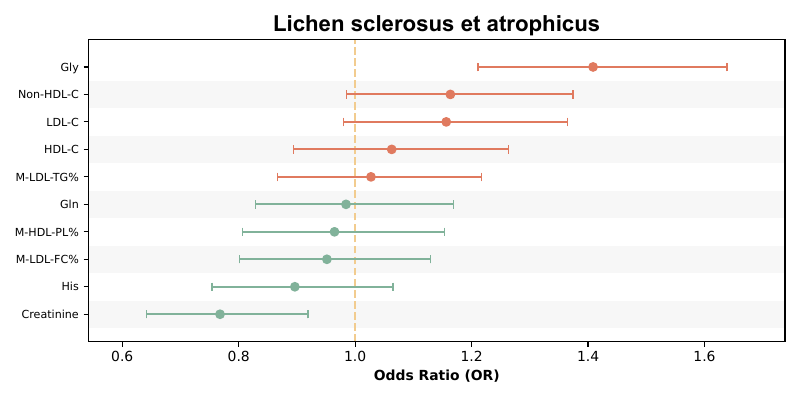 Lichen sclerosus et atrophicus
Gly
Non-HDL-C
LDL-C
HDL-C
M-LDL-TG%
Gln
M-HDL-PL%
M-LDL-FC%
His
Creatinine
0.6 0.8 1.0 1.2 1.4 1.6
Odds Ratio (OR)